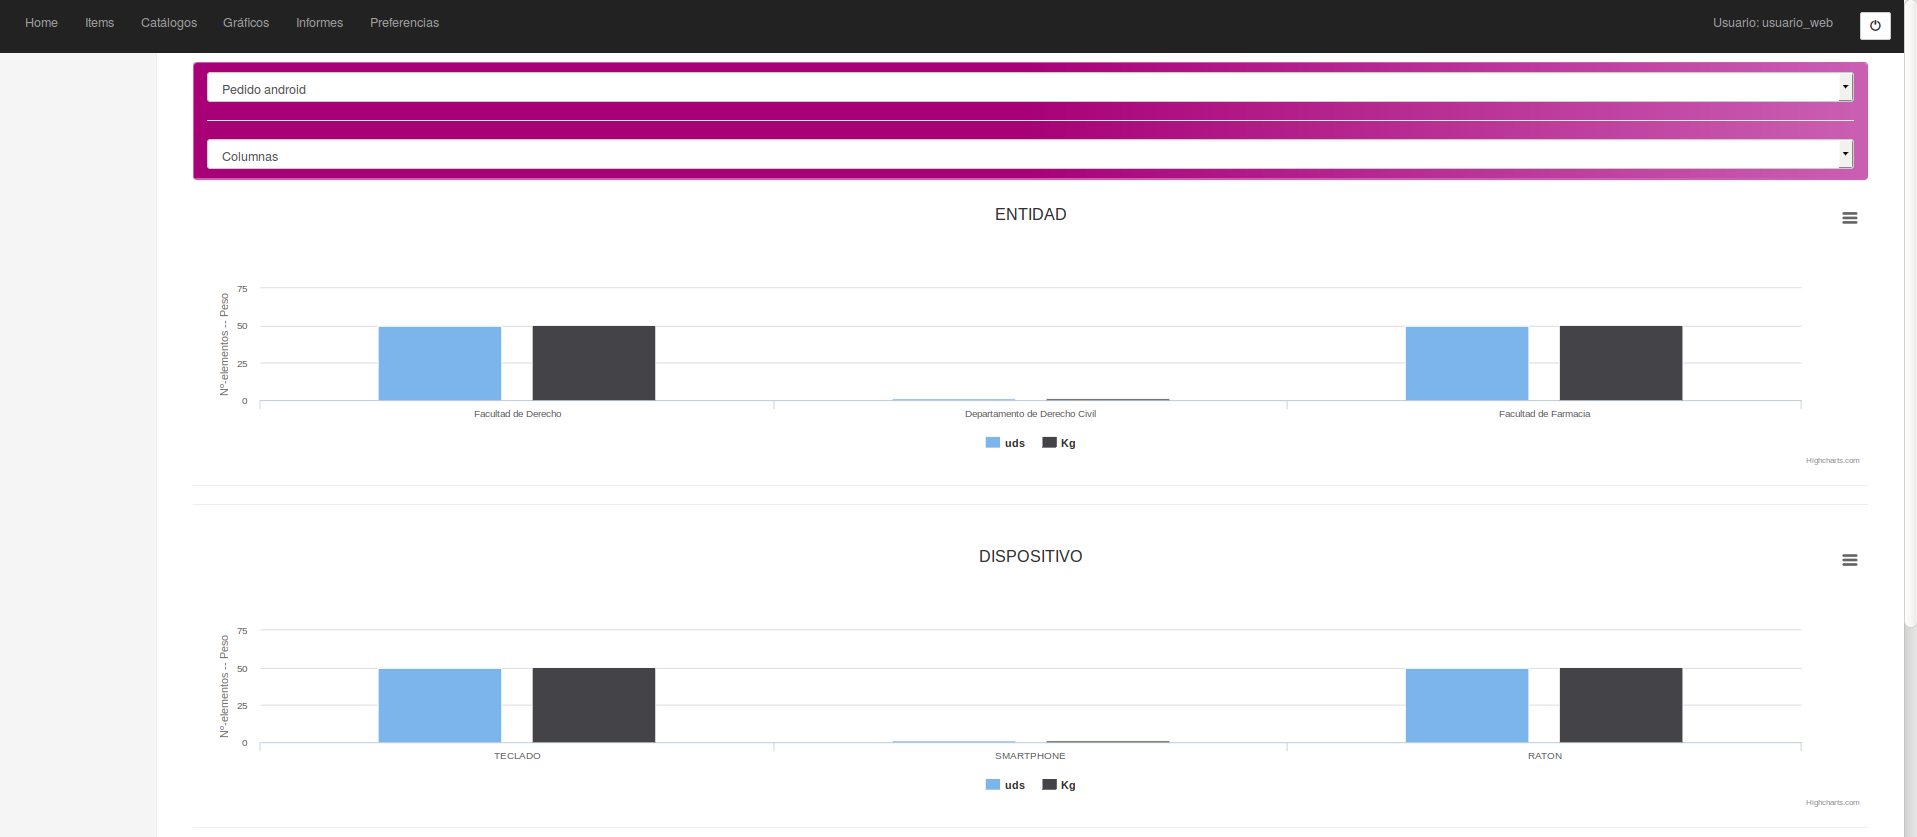 Home Items Catálogos Gráficos Informes Preferencias Usuario: usuario_web
Pedido android
Columnas
ENTIDAD
Nº-elementos -- Peso
75
50
25
0
Facultad de Derecho Departamento de Derecho Civil Facultad de Farmacia
uds Kg
Highcharts.com
DISPOSITIVO
Nº-elementos -- Peso
75
50
25
0
TECLADO SMARTPHONE RATON
uds Kg
Highcharts.com